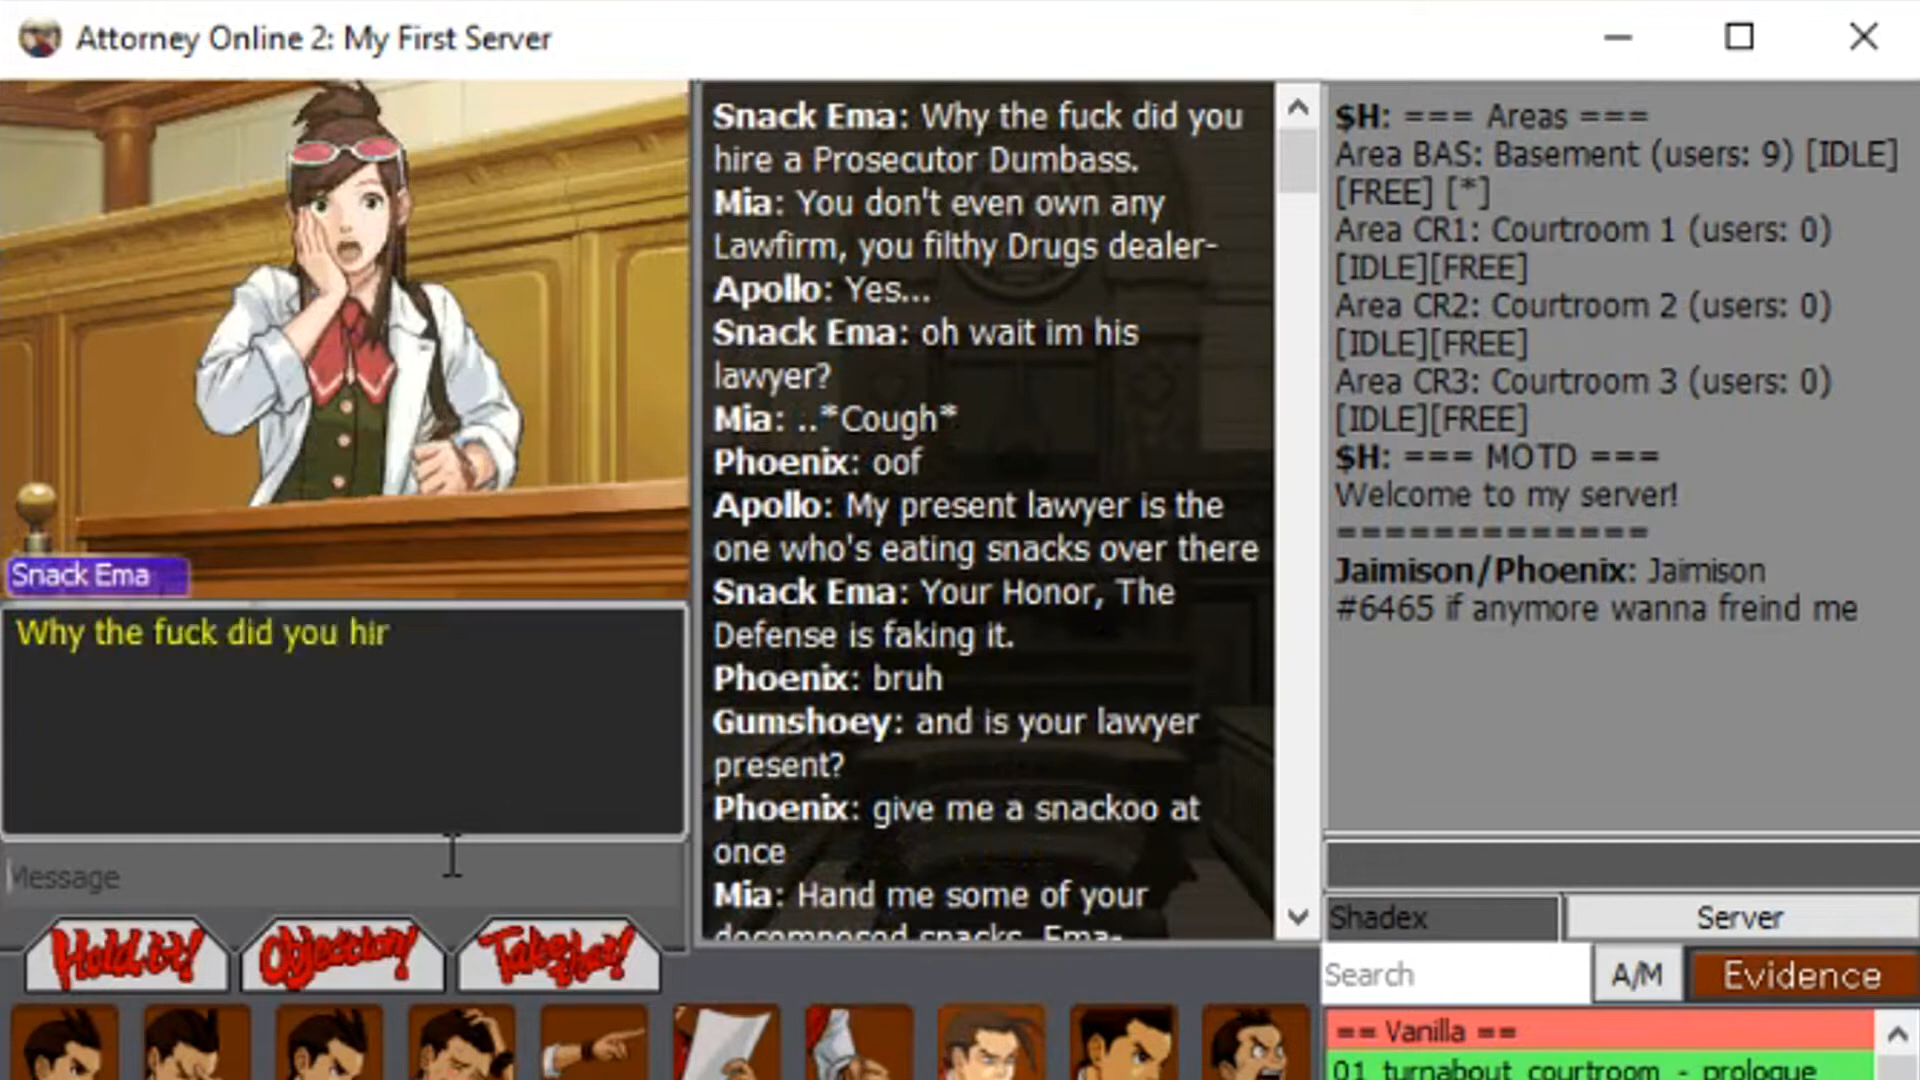 Attorney Online 2: My First Server
Snack Ema
Why the fuck did you hir
Message
Hold it!
Objection!
Take that!
Snack Ema: Why the fuck did you
hire a Prosecutor Dumbass.
Mia: You don't even own any
Lawfirm, you filthy Drugs dealer-
Apollo: Yes...
Snack Ema: oh wait im his
lawyer?
Mia: ..*Cough*
Phoenix: oof
Apollo: My present lawyer is the
one who's eating snacks over there
Snack Ema: Your Honor, The
Defense is faking it.
Phoenix: bruh
Gumshoey: and is your lawyer
present?
Phoenix: give me a snackoo at
once
Mia: Hand me some of your
decomposed snacks, Ema-
$H: === Areas ===
Area BAS: Basement (users: 9) [IDLE]
[FREE] [*]
Area CR1: Courtroom 1 (users: 0)
[IDLE][FREE]
Area CR2: Courtroom 2 (users: 0)
[IDLE][FREE]
Area CR3: Courtroom 3 (users: 0)
[IDLE][FREE]
$H: === MOTD ===
Welcome to my server!
=============
Jaimison/Phoenix: Jaimison
#6465 if anymore wanna freind me
Shadex
Server
Search
A/M
Evidence
== Vanilla ==
01 turnabout courtroom - prologue